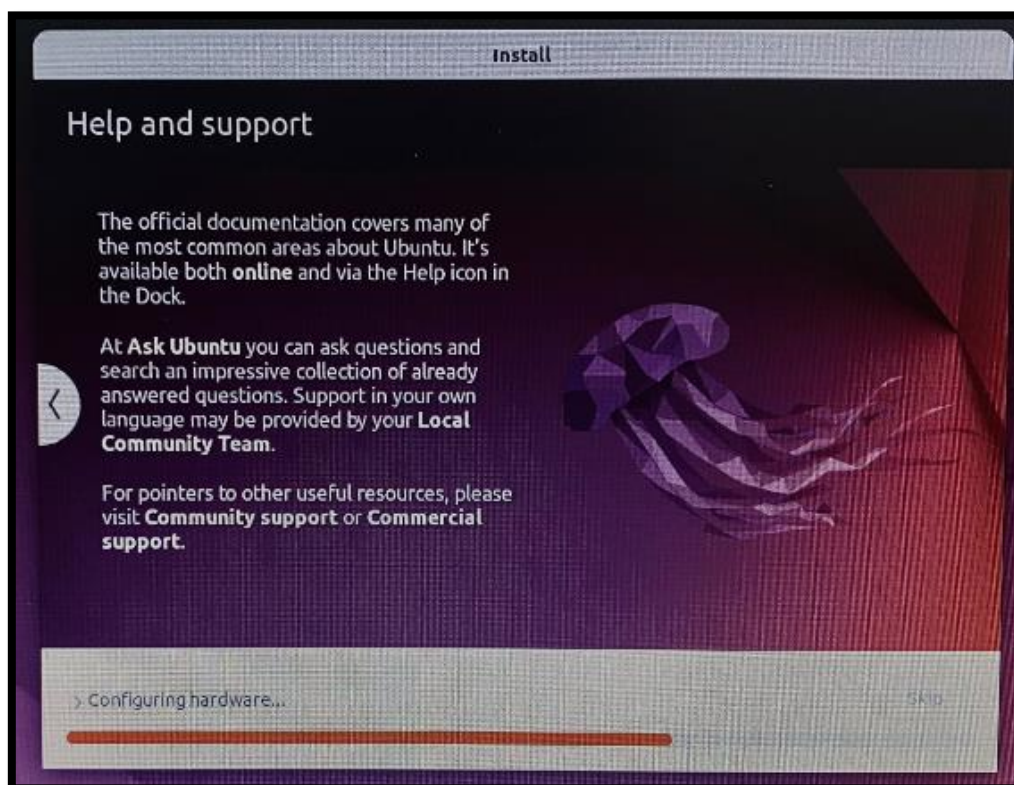 Install
Help and support
The official documentation covers many of
the most common areas about Ubuntu. It's
available both online and via the Help icon in
the Dock.
At Ask Ubuntu you can ask questions and
search an impressive collection of already
answered questions. Support in your own
language may be provided by your Local
Community Team.
For pointers to other useful resources, please
visit Community support or Commercial
support.
> Configuring hardware...
Skip